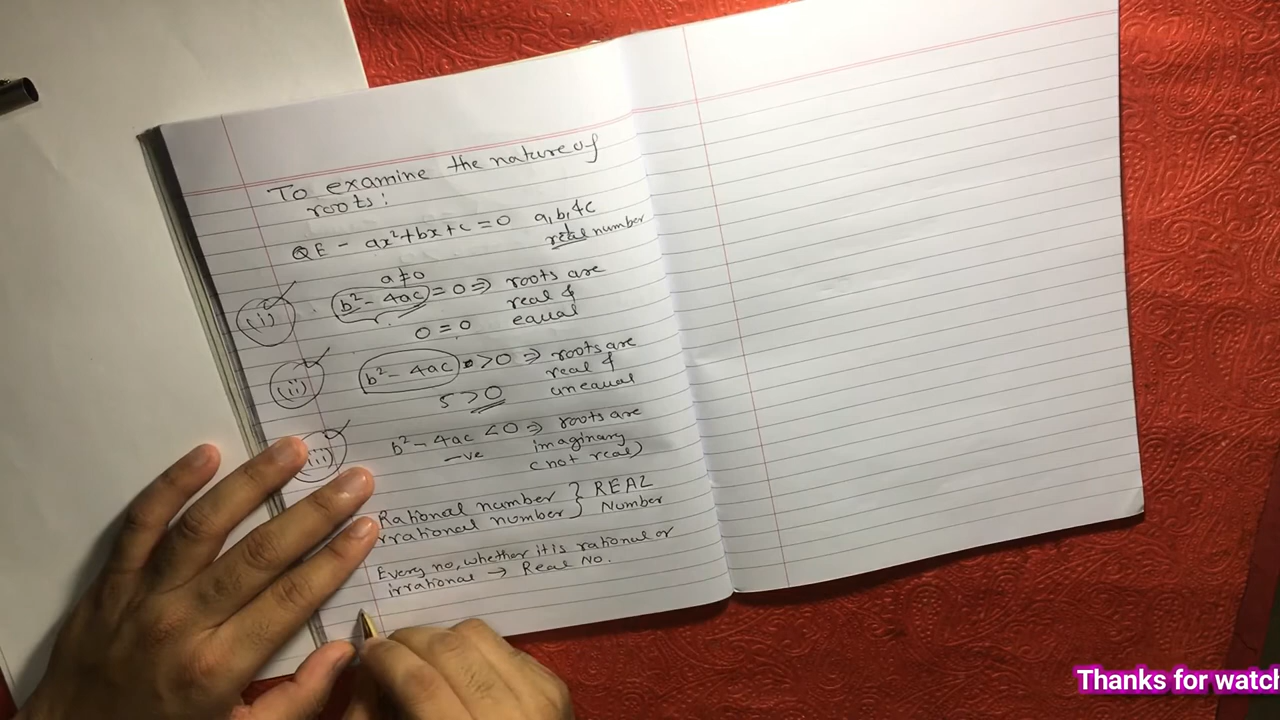 To examine the nature of
roots:
QE - ax²+bx+c=0 a, b, & c
real number
a≠0
(i) b²-4ac = 0 ⇒ roots are
real &
0 = 0 equal
(ii) b²-4ac >0 ⇒ roots are
real &
5 > 0 unequal
(iii) b²-4ac <0 ⇒ roots are
-ve imaginary
(not real)
Rational number } REAL
rrational number } Number
Every no, whether it is rational or
irrational → Real No.
Thanks for watch